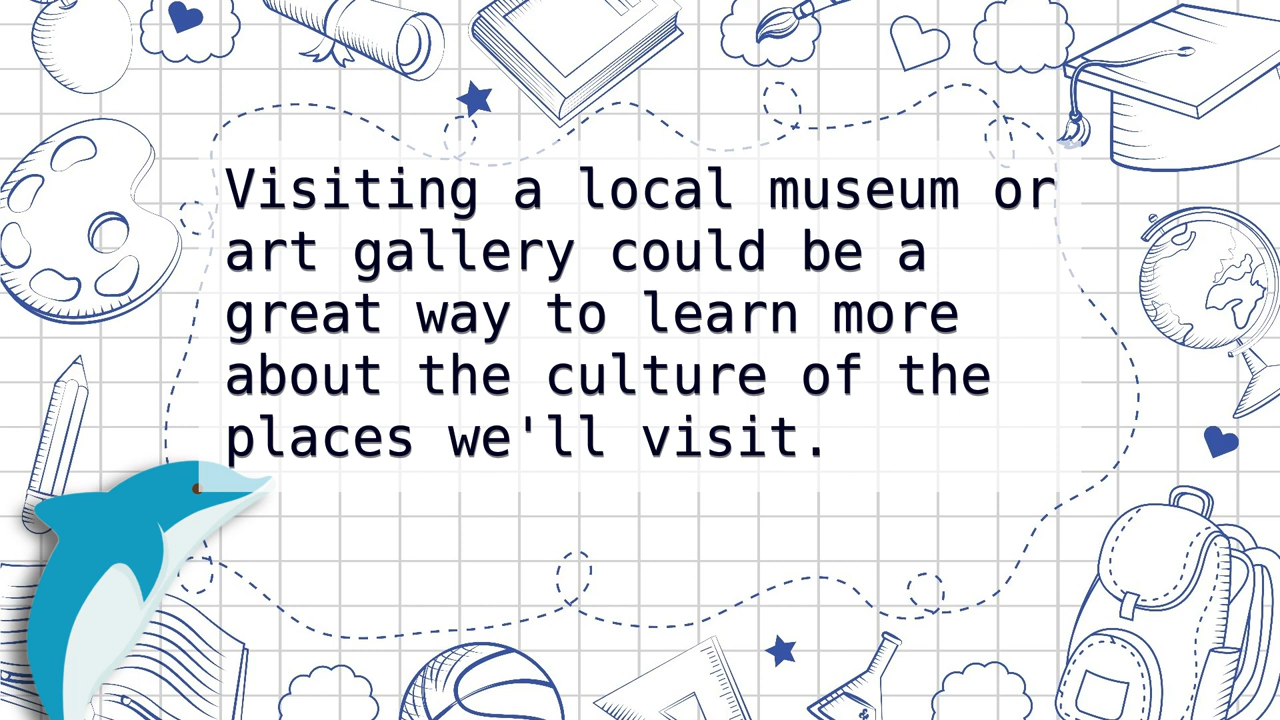 Visiting a local museum or
art gallery could be a
great way to learn more
about the culture of the
places we'll visit.